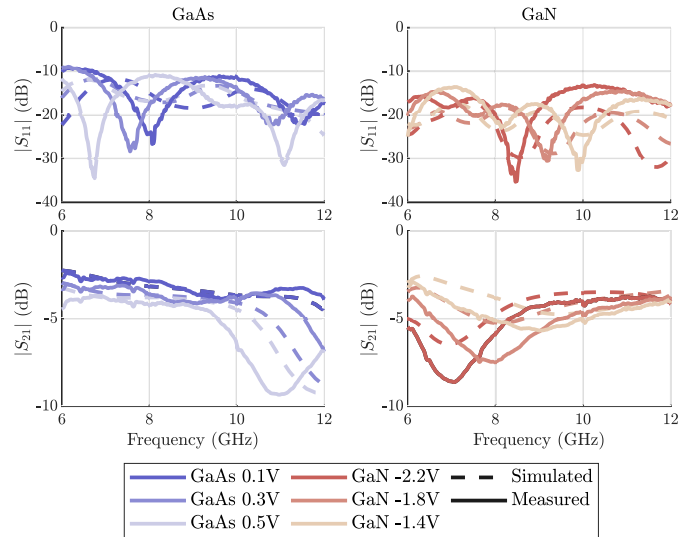 GaAs
GaN
0
-10
-20
-30
-40
|S11| (dB)
6
8
10
12
0
-10
-20
-30
-40
|S11| (dB)
6
8
10
12
0
-5
-10
|S21| (dB)
6
8
10
12
Frequency (GHz)
0
-5
-10
|S21| (dB)
6
8
10
12
Frequency (GHz)
GaAs 0.1V
GaN -2.2V
Simulated
GaAs 0.3V
GaN -1.8V
Measured
GaAs 0.5V
GaN -1.4V